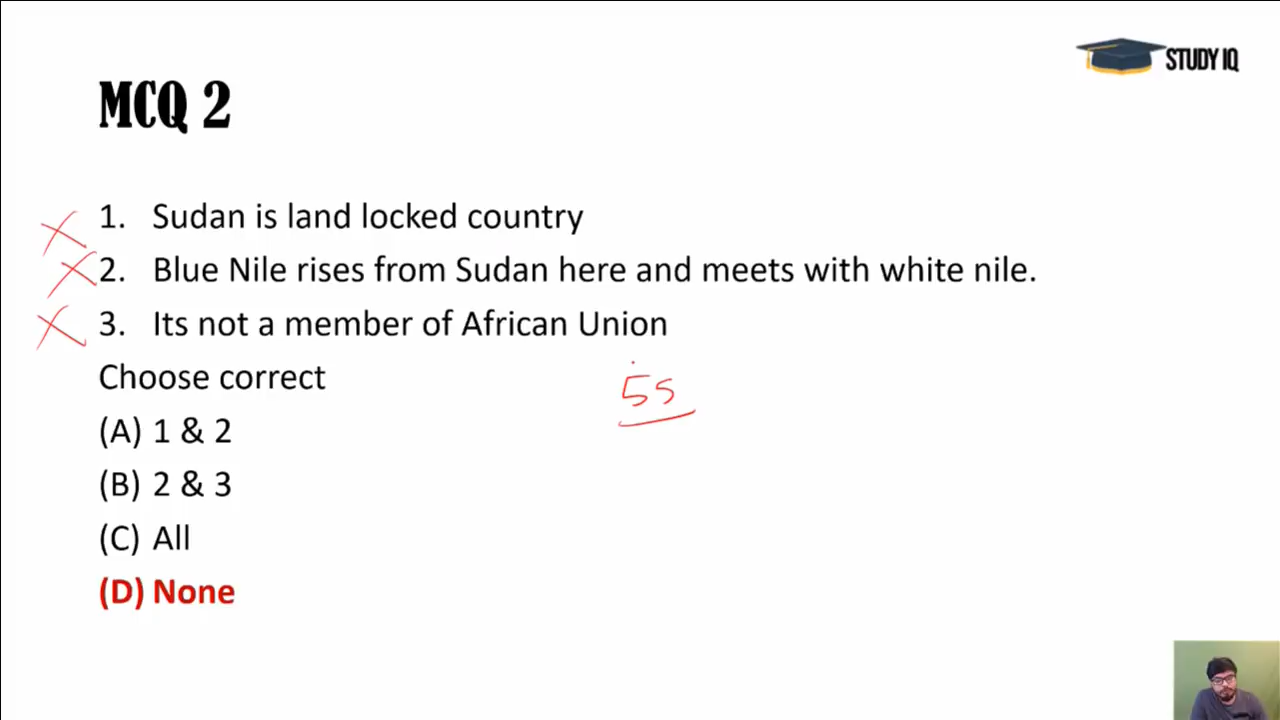 STUDY IQ
MCQ 2
1. Sudan is land locked country
2. Blue Nile rises from Sudan here and meets with white nile.
3. Its not a member of African Union
Choose correct
55
(A) 1 & 2
(B) 2 & 3
(C) All
(D) None